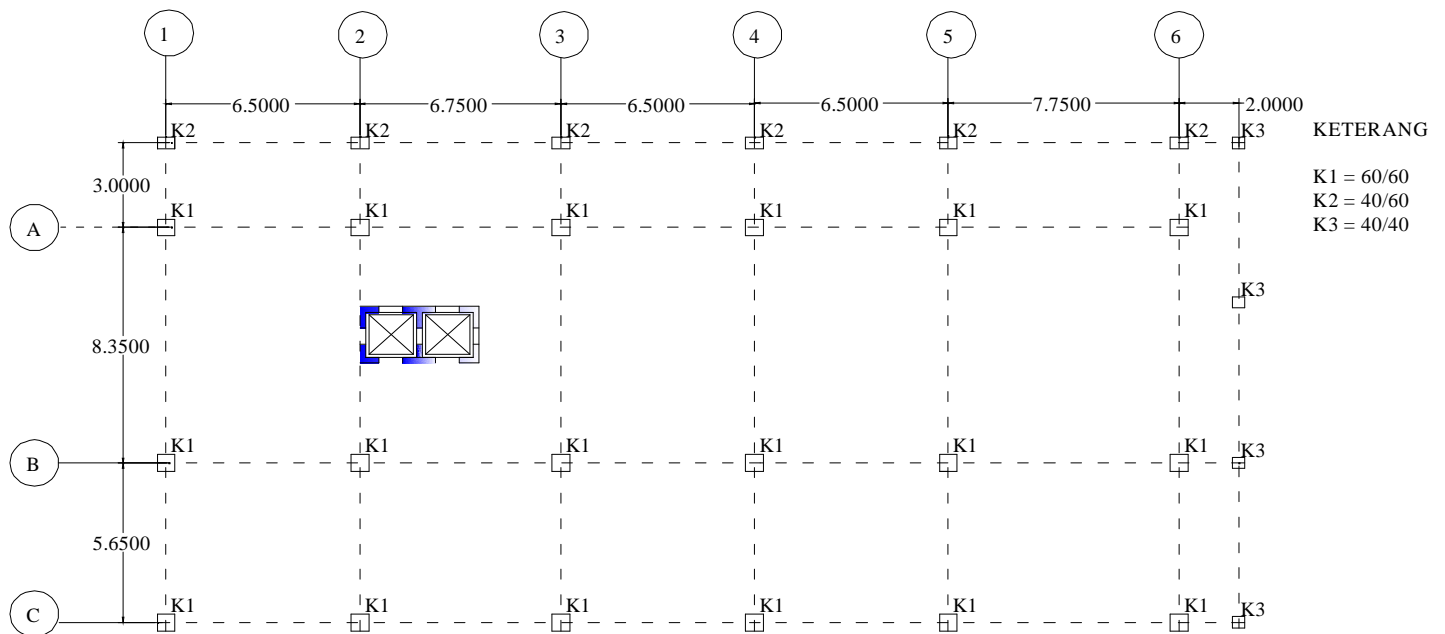 1 2 3 4 5 6
6.5000 6.7500 6.5000 6.5000 7.7500 2.0000
K2 K2 K2 K2 K2 K2 K3
KETERANG
3.0000
K1 = 60/60
K2 = 40/60
K3 = 40/40
K1 K1 K1 K1 K1 K1
A
K3
8.3500
K1 K1 K1 K1 K1 K1 K3
B
5.6500
K1 K1 K1 K1 K1 K1 K3
C